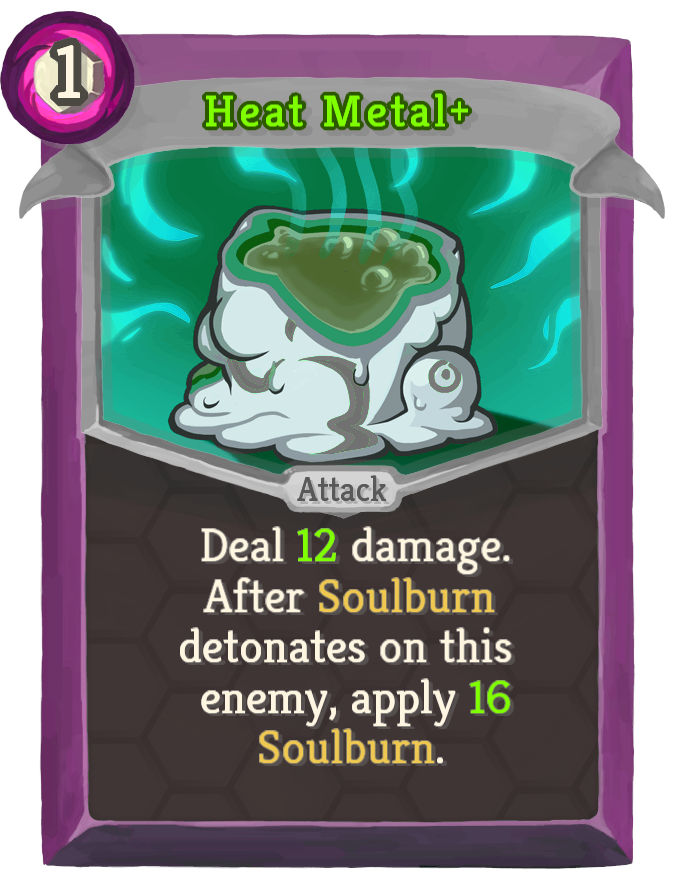 1
Heat Metal+
Attack
Deal 12 damage.
After Soulburn
detonates on this
enemy, apply 16
Soulburn.